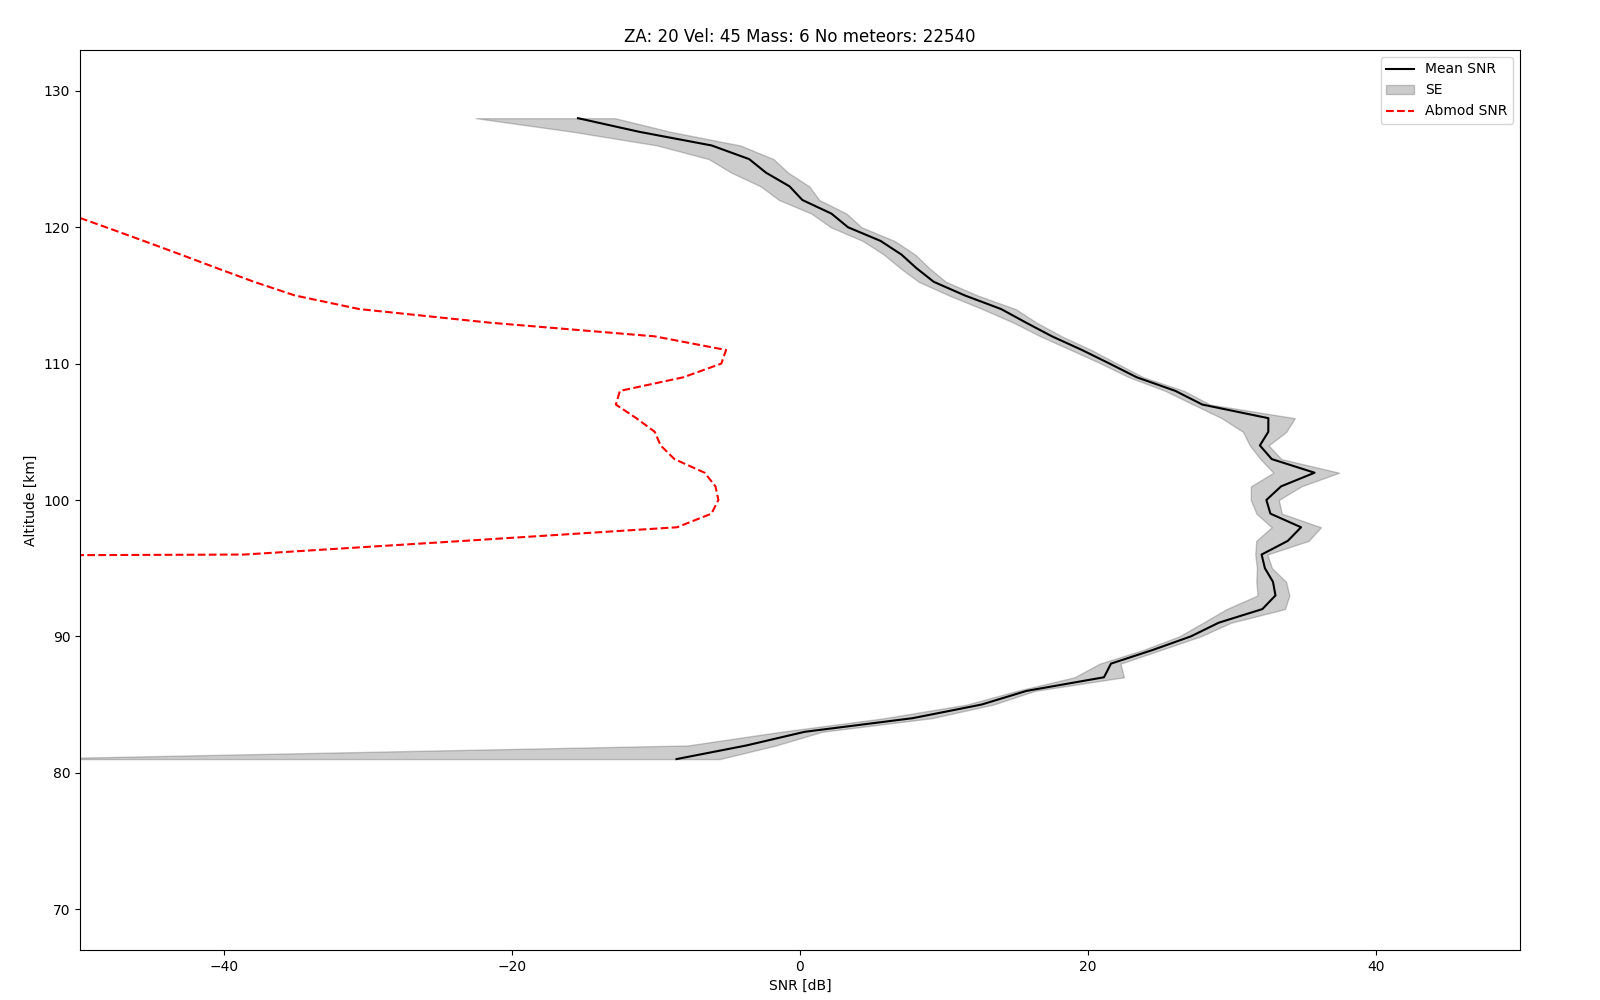 ZA: 20 Vel: 45 Mass: 6 No meteors: 22540
Mean SNR
SE
Abmod SNR
Altitude [km]
130
120
110
100
90
80
70
−40
−20
0
20
40
SNR [dB]